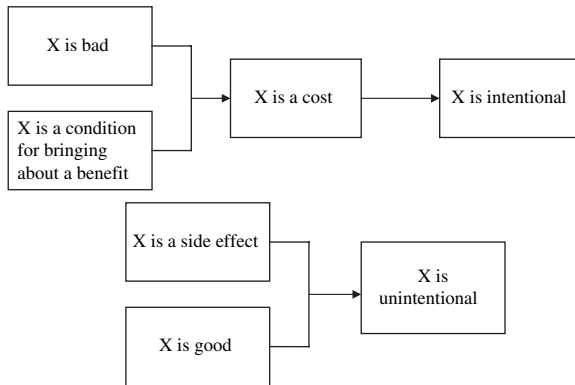 X is bad
X is a condition
for bringing
about a benefit
X is a cost
X is intentional
X is a side effect
X is good
X is
unintentional